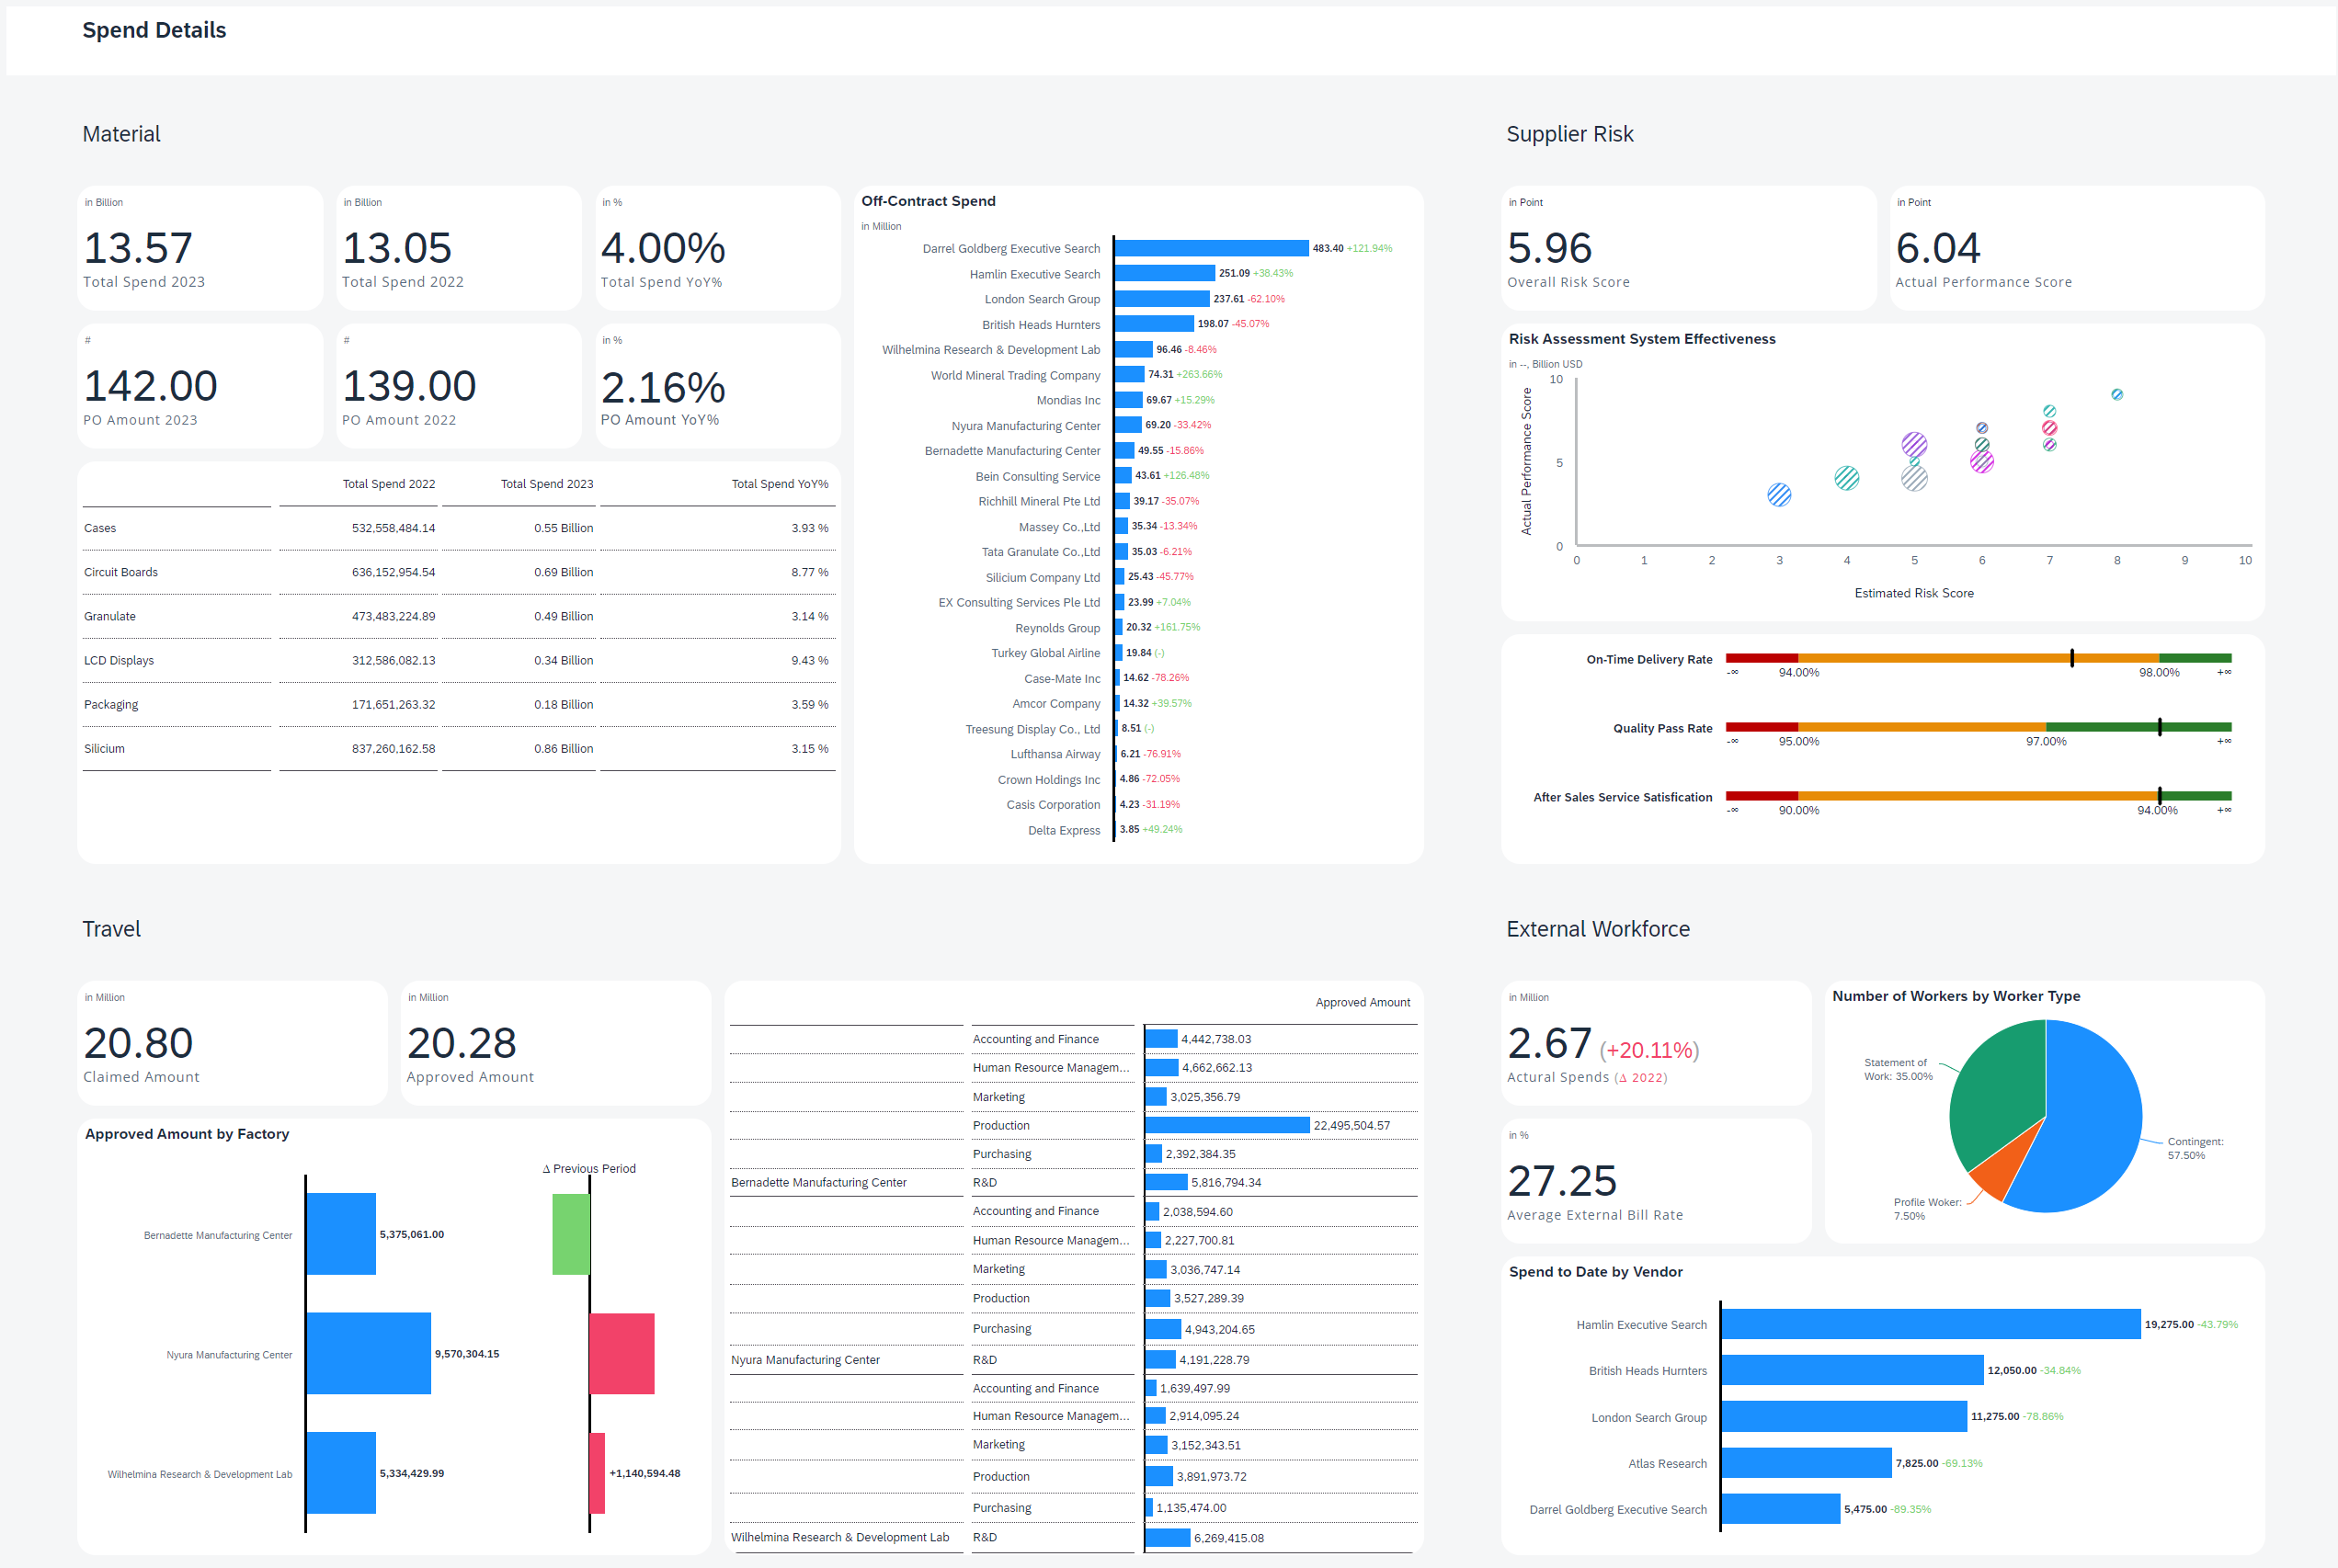 Spend Details
Material
in Billion
13.57
Total Spend 2023
in Billion
13.05
Total Spend 2022
in %
4.00%
Total Spend YoY%
#
142.00
PO Amount 2023
#
139.00
PO Amount 2022
in %
2.16%
PO Amount YoY%
Total Spend 2022 Total Spend 2023 Total Spend YoY%
Cases 532,558,484.14 0.55 Billion 3.93 %
Circuit Boards 636,152,954.54 0.69 Billion 8.77 %
Granulate 473,483,224.89 0.49 Billion 3.14 %
LCD Displays 312,586,082.13 0.34 Billion 9.43 %
Packaging 171,651,263.32 0.18 Billion 3.59 %
Silicium 837,260,162.58 0.86 Billion 3.15 %
Off-Contract Spend
in Million
Darrel Goldberg Executive Search 483.40 +121.94%
Hamlin Executive Search 251.09 +38.43%
London Search Group 237.61 -62.10%
British Heads Hurnters 198.07 -45.07%
Wilhelmina Research & Development Lab 96.46 -8.46%
World Mineral Trading Company 74.31 +263.66%
Mondias Inc 69.67 +15.29%
Nyura Manufacturing Center 69.20 -33.42%
Bernadette Manufacturing Center 49.55 -15.86%
Bein Consulting Service 43.61 +126.48%
Richhill Mineral Pte Ltd 39.17 -35.07%
Massey Co.,Ltd 35.34 -13.34%
Tata Granulate Co.,Ltd 35.03 -6.21%
Silicium Company Ltd 25.43 -45.77%
EX Consulting Services Ple Ltd 23.99 +7.04%
Reynolds Group 20.32 +161.75%
Turkey Global Airline 19.84 (-)
Case-Mate Inc 14.62 -78.26%
Amcor Company 14.32 +39.57%
Treesung Display Co., Ltd 8.51 (-)
Lufthansa Airway 6.21 -76.91%
Crown Holdings Inc 4.86 -72.05%
Casis Corporation 4.23 -31.19%
Delta Express 3.85 +49.24%
Supplier Risk
in Point
5.96
Overall Risk Score
in Point
6.04
Actual Performance Score
Risk Assessment System Effectiveness
in --, Billion USD
Actual Performance Score
10
5
0
0 1 2 3 4 5 6 7 8 9 10
Estimated Risk Score
On-Time Delivery Rate
-∞ 94.00% 98.00% +∞
Quality Pass Rate
-∞ 95.00% 97.00% +∞
After Sales Service Satisfication
-∞ 90.00% 94.00% +∞
Travel
in Million
20.80
Claimed Amount
in Million
20.28
Approved Amount
Approved Amount by Factory
Δ Previous Period
Bernadette Manufacturing Center 5,375,061.00
Nyura Manufacturing Center 9,570,304.15
Wilhelmina Research & Development Lab 5,334,429.99 +1,140,594.48
Approved Amount
Accounting and Finance 4,442,738.03
Human Resource Managem... 4,662,662.13
Marketing 3,025,356.79
Production 22,495,504.57
Purchasing 2,392,384.35
Bernadette Manufacturing Center R&D 5,816,794.34
Accounting and Finance 2,038,594.60
Human Resource Managem... 2,227,700.81
Marketing 3,036,747.14
Production 3,527,289.39
Purchasing 4,943,204.65
Nyura Manufacturing Center R&D 4,191,228.79
Accounting and Finance 1,639,497.99
Human Resource Managem... 2,914,095.24
Marketing 3,152,343.51
Production 3,891,973.72
Purchasing 1,135,474.00
Wilhelmina Research & Development Lab R&D 6,269,415.08
External Workforce
in Million
2.67 (+20.11%)
Actural Spends (Δ 2022)
in %
27.25
Average External Bill Rate
Number of Workers by Worker Type
Statement of
Work: 35.00%
Contingent:
57.50%
Profile Woker:
7.50%
Spend to Date by Vendor
Hamlin Executive Search 19,275.00 -43.79%
British Heads Hurnters 12,050.00 -34.84%
London Search Group 11,275.00 -78.86%
Atlas Research 7,825.00 -69.13%
Darrel Goldberg Executive Search 5,475.00 -89.35%